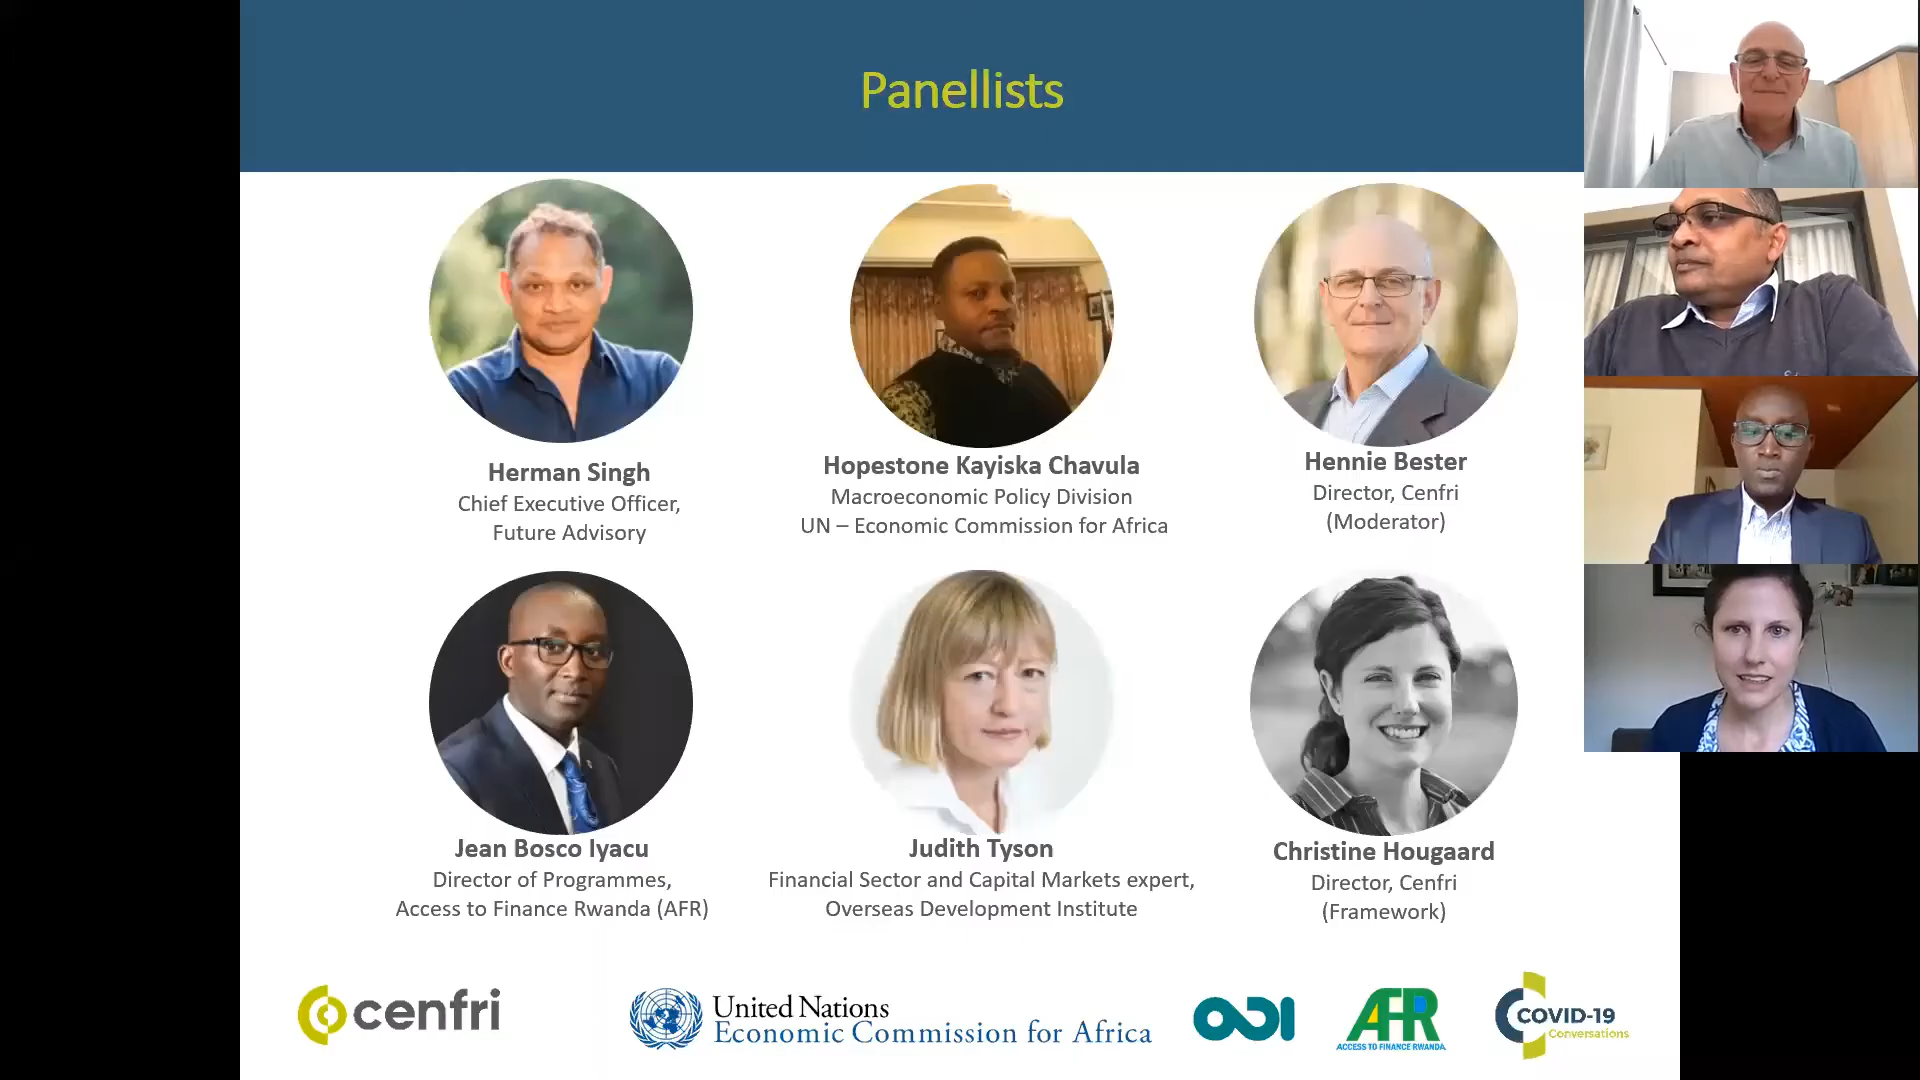 Panellists
Herman Singh
Chief Executive Officer,
Future Advisory
Hopestone Kayiska Chavula
Macroeconomic Policy Division
UN – Economic Commission for Africa
Hennie Bester
Director, Cenfri
(Moderator)
Jean Bosco Iyacu
Director of Programmes,
Access to Finance Rwanda (AFR)
Judith Tyson
Financial Sector and Capital Markets expert,
Overseas Development Institute
Christine Hougaard
Director, Cenfri
(Framework)
cenfri
United Nations
Economic Commission for Africa
ODI
AFR
ACCESS TO FINANCE RWANDA
COVID-19
Conversations